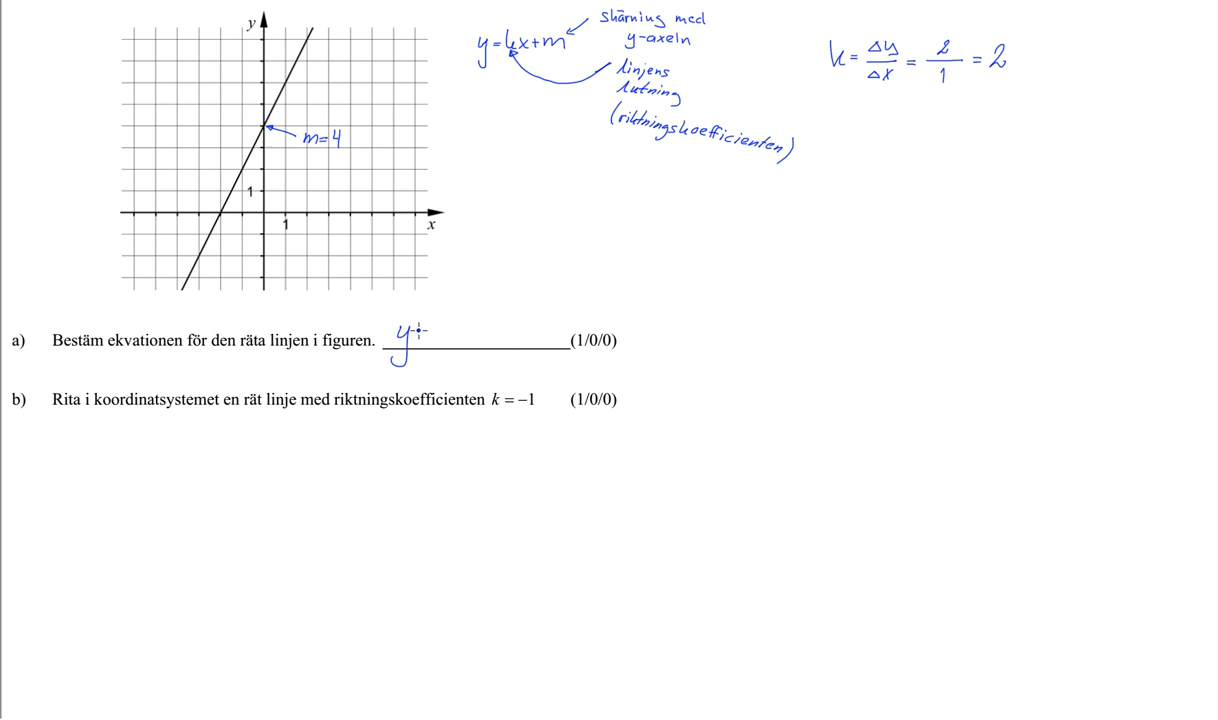 y
1
1
x
m=4
y=kx+m
skärning med
y-axeln
linjens
lutning
(riktningskoefficienten)
k = Δy/Δx = 2/1 = 2
a) Bestäm ekvationen för den räta linjen i figuren. y (1/0/0)
b) Rita i koordinatsystemet en rät linje med riktningskoefficienten k = −1 (1/0/0)